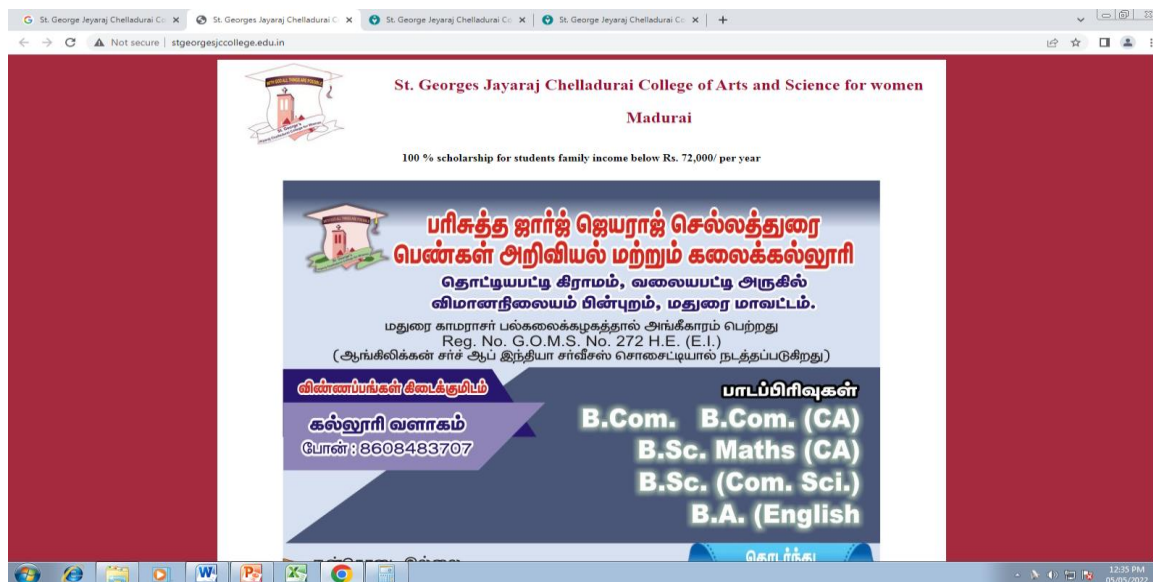 St. George Jeyaraj Chelladurai Co
St. Georges Jayaraj Chelladurai C
St. George Jeyaraj Chelladurai Co
St. George Jeyaraj Chelladurai Co
Not secure | stgeorgesjccollege.edu.in
St. Georges Jayaraj Chelladurai College of Arts and Science for women
Madurai
100 % scholarship for students family income below Rs. 72,000/ per year
பரிசுத்த ஜார்ஜ் ஜெயராஜ் செல்லத்துரை
பெண்கள் அறிவியல் மற்றும் கலைக்கல்லூரி
தொட்டியபட்டி கிராமம், வலையபட்டி அருகில்
விமானநிலையம் பின்புறம், மதுரை மாவட்டம்.
மதுரை காமராசர் பல்கலைக்கழகத்தால் அங்கீகாரம் பெற்றது
Reg. No. G.O.M.S. No. 272 H.E. (E.I.)
(ஆங்கிலிக்கன் சர்ச் ஆப் இந்தியா சர்வீசஸ் சொசைட்டியால் நடத்தப்படுகிறது)
விண்ணப்பங்கள் கிடைக்குமிடம்
கல்லூரி வளாகம்
போன் : 8608483707
பாடப்பிரிவுகள்
B.Com. B.Com. (CA)
B.Sc. Maths (CA)
B.Sc. (Com. Sci.)
B.A. (English
தொடர்ந்து
12:35 PM
05/05/2022